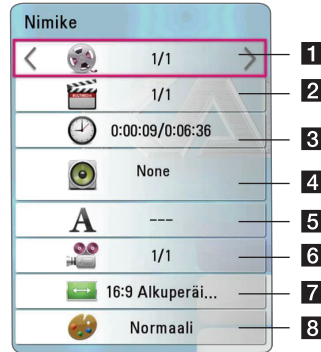 Nimike
1/1 1
1/1 2
0:00:09/0:06:36 3
None 4
A --- 5
1/1 6
16:9 Alkuperäi... 7
Normaali 8